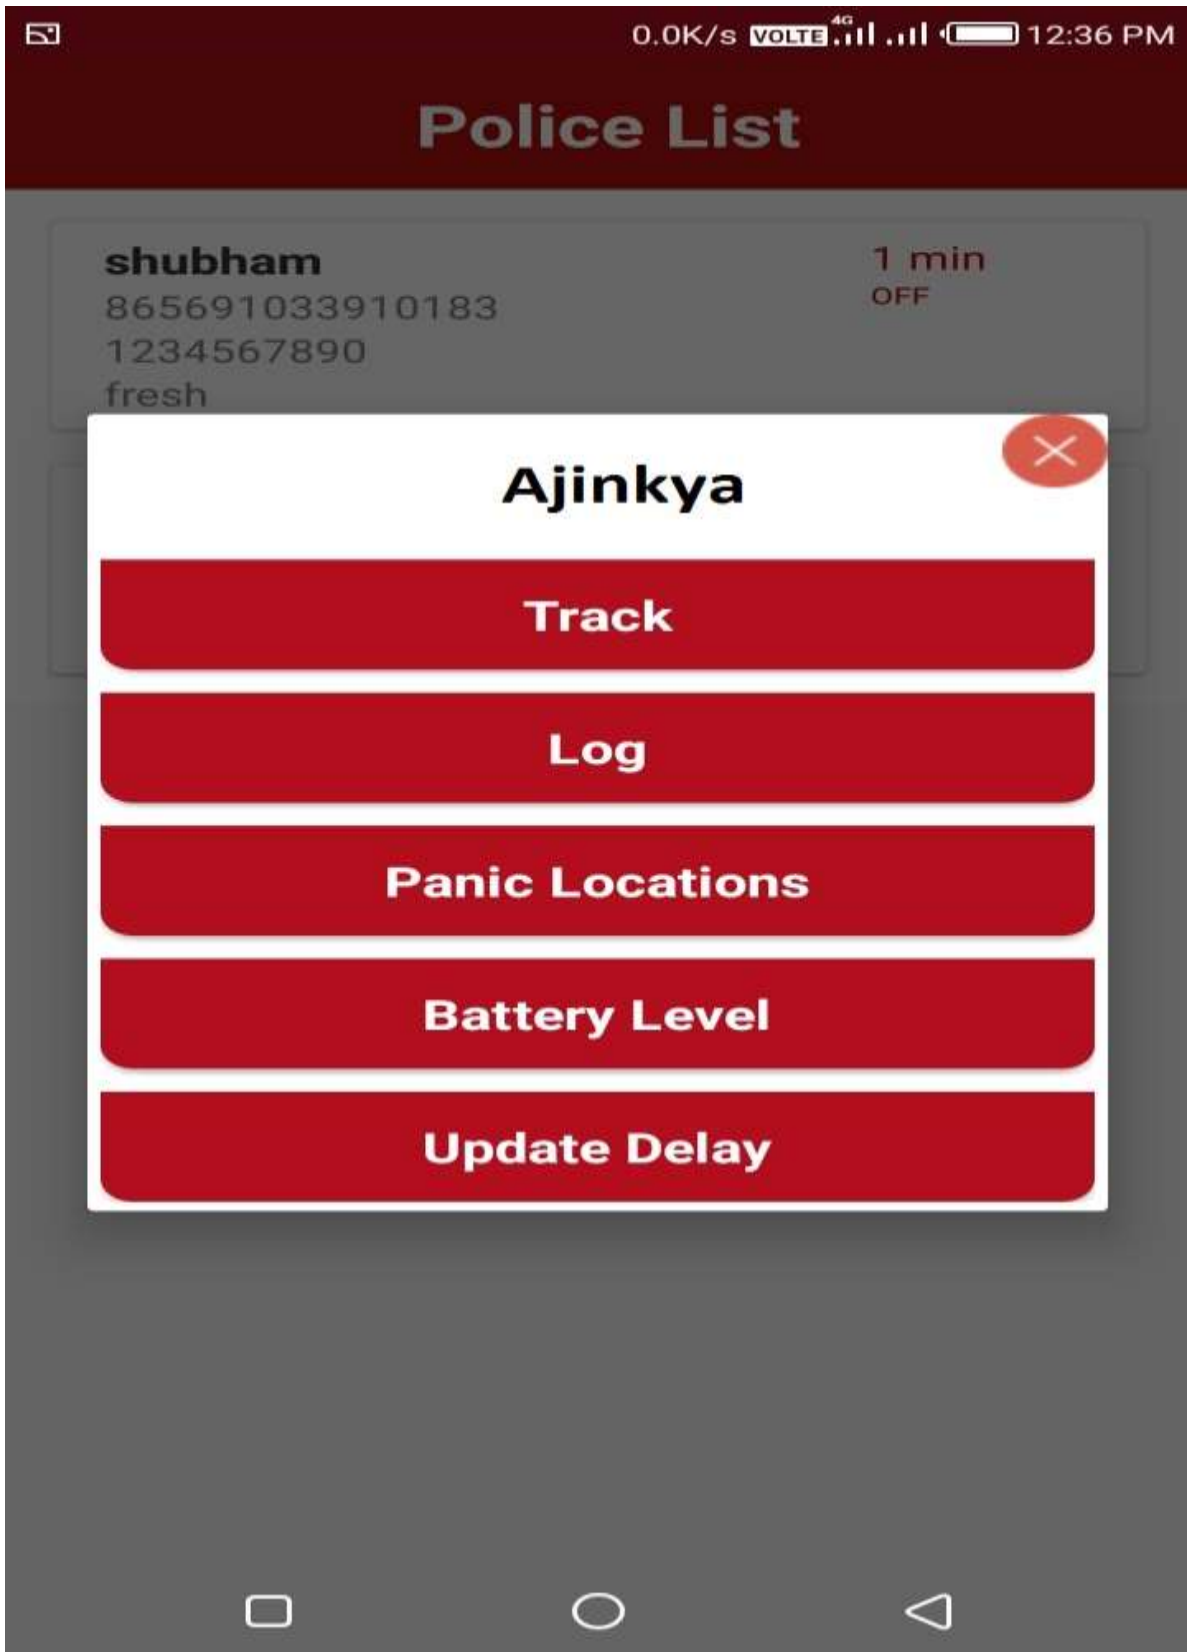 0.0K/s VOLTE 4G 12:36 PM
Police List
shubham
1 min
865691033910183
OFF
1234567890
fresh
Ajinkya
Track
Log
Panic Locations
Battery Level
Update Delay